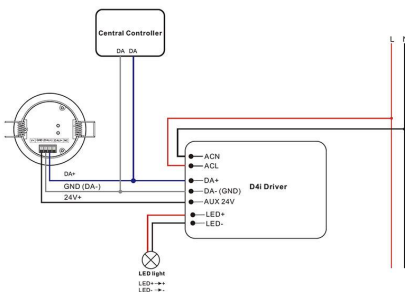 Central Controller
DA DA
L N
ACN
ACL
DA+
DA+
GND (DA-)
DA- (GND)
D4i Driver
24V+
AUX 24V
LED+
LED-
LED light
LED+ → +
LED- → -